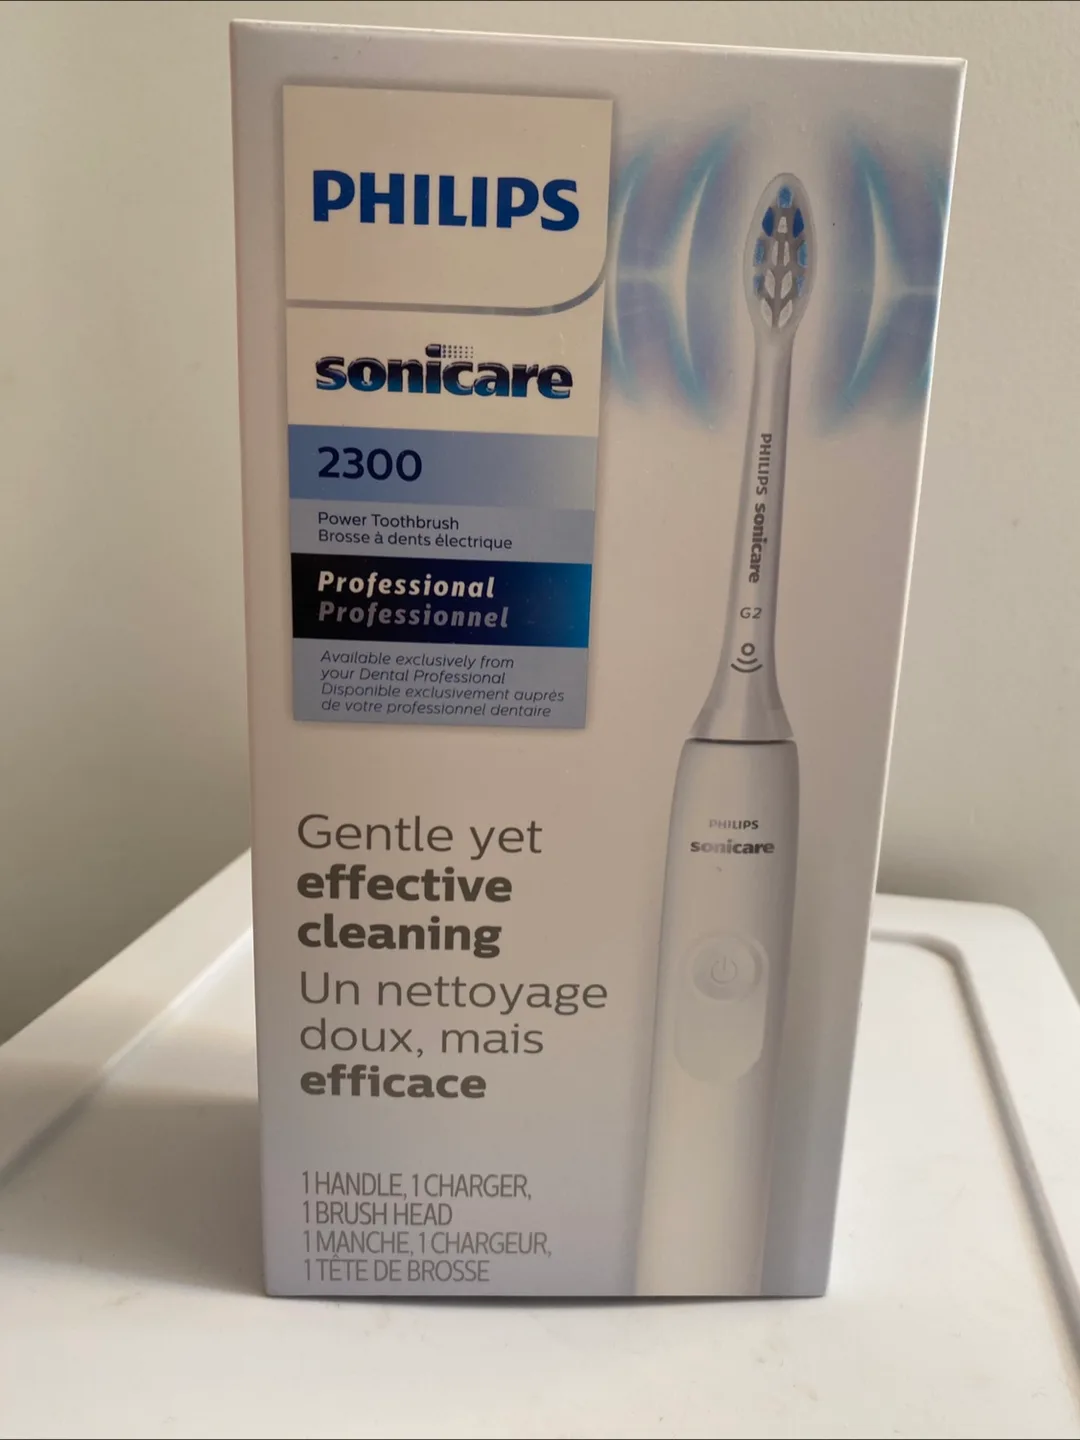 PHILIPS
sonicare
2300
Power Toothbrush
Brosse à dents électrique
Professional
Professionnel
Available exclusively from
your Dental Professional
Disponible exclusivement auprès
de votre professionnel dentaire
Gentle yet
effective
cleaning
Un nettoyage
doux, mais
efficace
1 HANDLE, 1 CHARGER,
1 BRUSH HEAD
1 MANCHE, 1 CHARGEUR,
1 TÊTE DE BROSSE
PHILIPS sonicare
G2
PHILIPS
sonicare